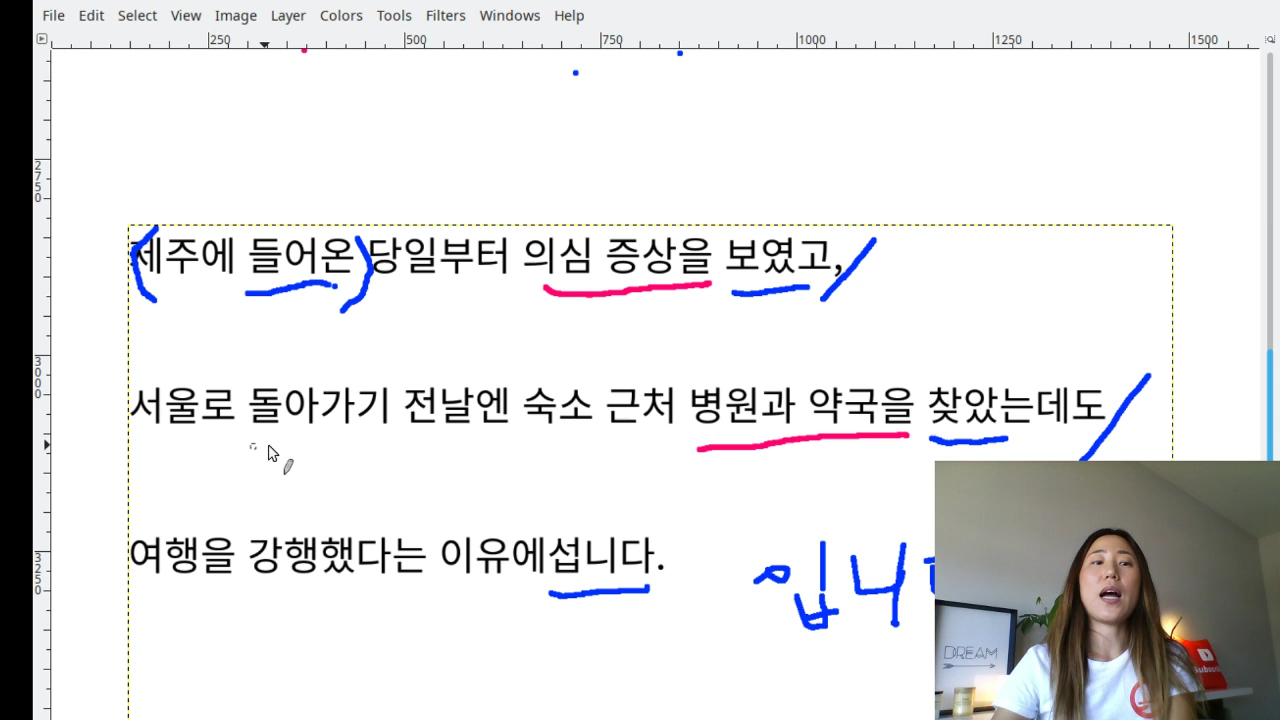 File Edit Select View Image Layer Colors Tools Filters Windows Help
250 500 750 1000 1250 1500
2750
제주에 들어온 당일부터 의심 증상을 보였고,
3000
서울로 돌아가기 전날엔 숙소 근처 병원과 약국을 찾았는데도
3250
여행을 강행했다는 이유에섭니다.
입니
DREAM